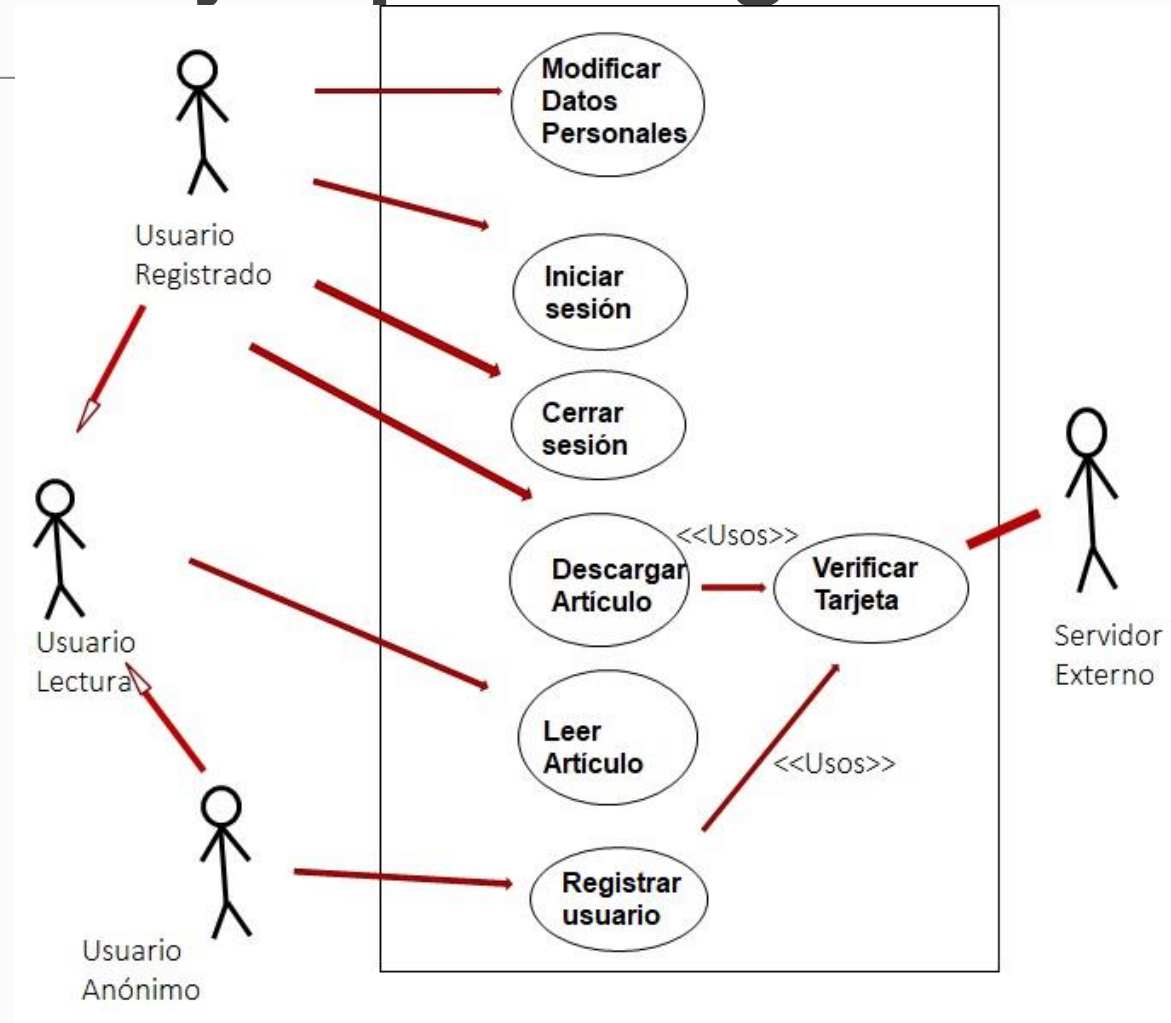 Modificar
Datos
Personales
Usuario
Registrado
Iniciar
sesión
Cerrar
sesión
<<Usos>>
Descargar
Artículo
Verificar
Tarjeta
Usuario
Lectura
Servidor
Externo
Leer
Artículo
<<Usos>>
Registrar
usuario
Usuario
Anónimo